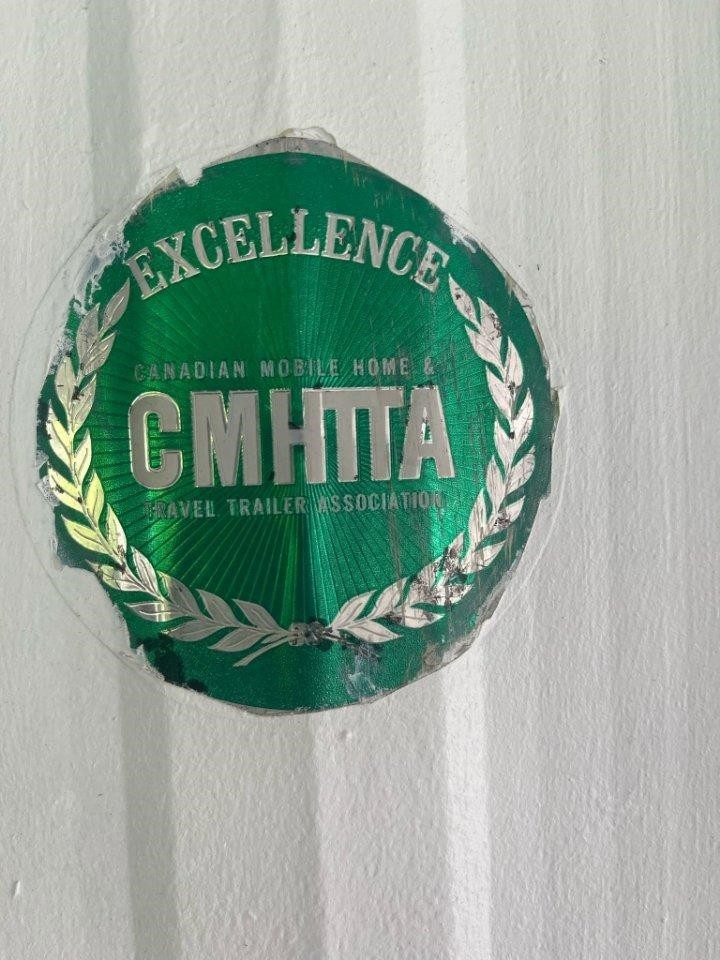 EXCELLENCE
CANADIAN MOBILE HOME &
CMHTTA
TRAVEL TRAILER ASSOCIATION